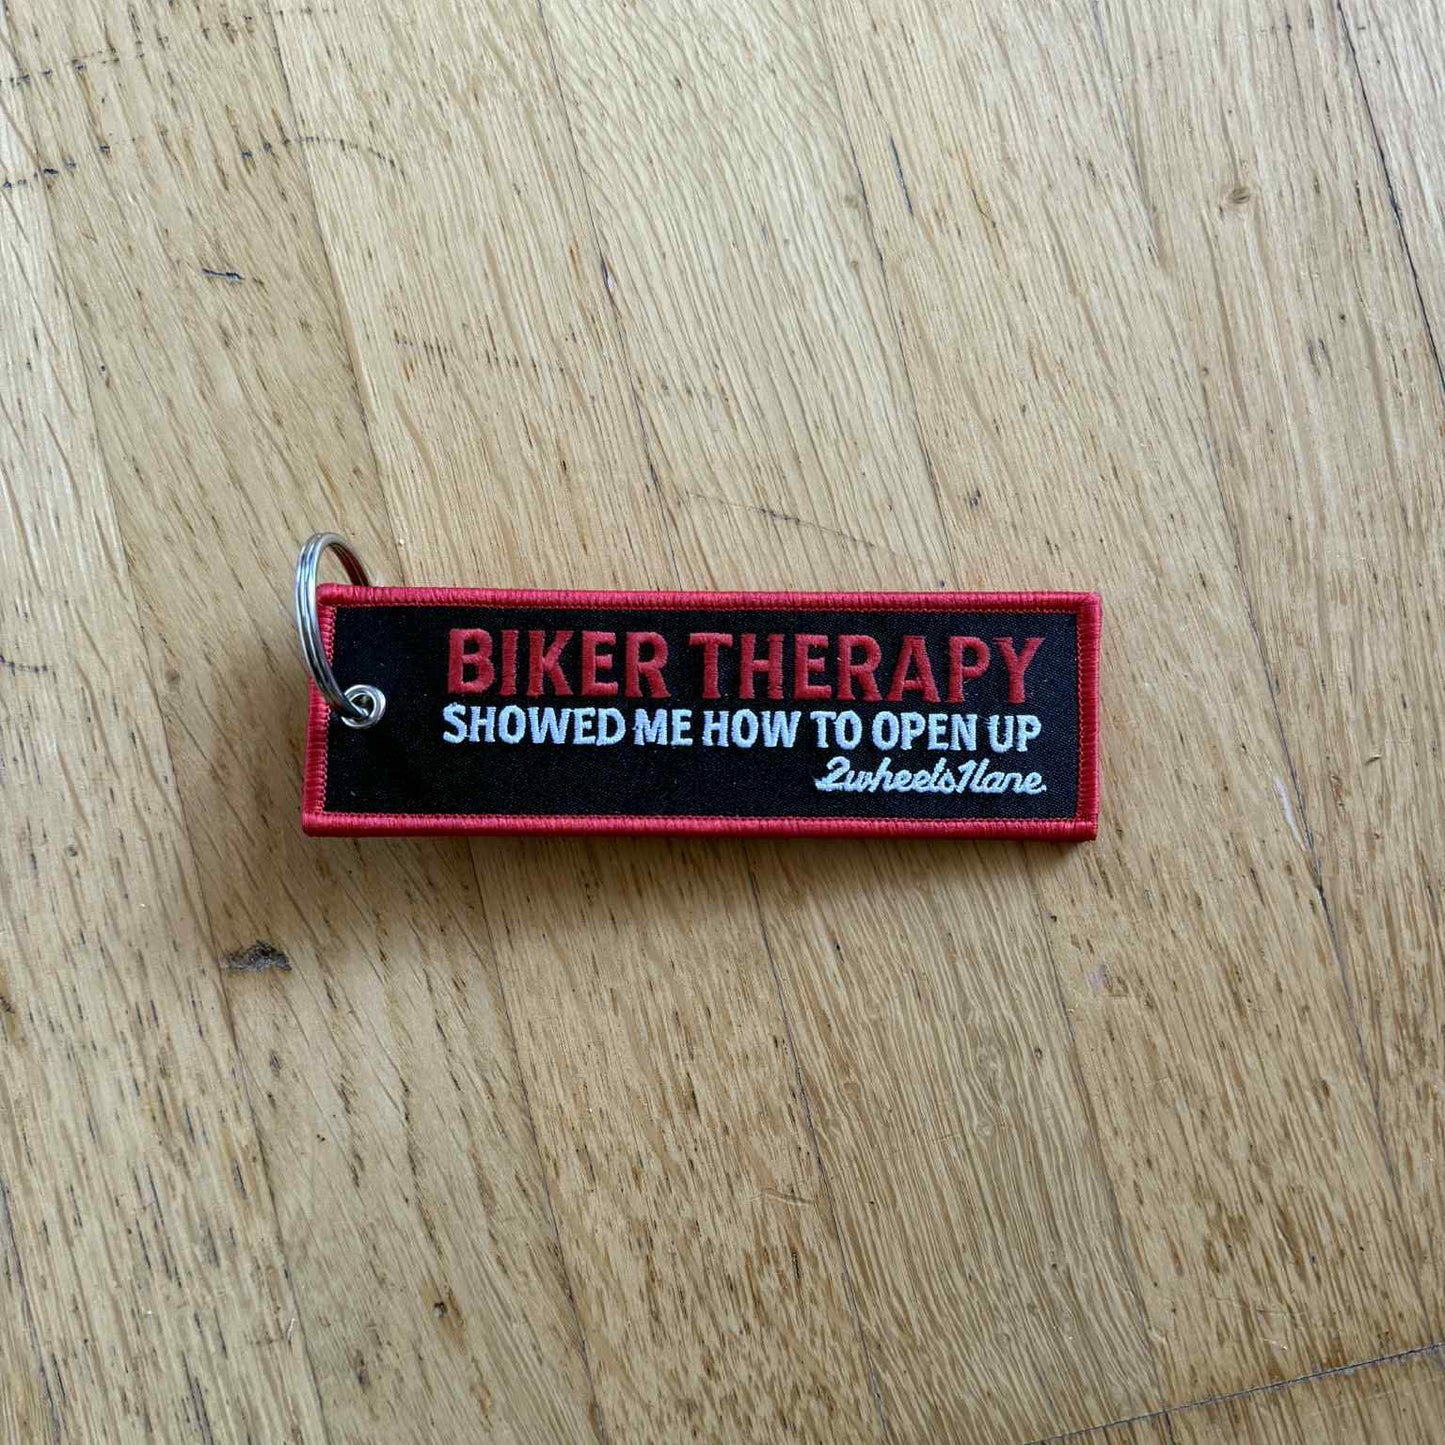 BIKER THERAPY
SHOWED ME HOW TO OPEN UP
2wheels1lane